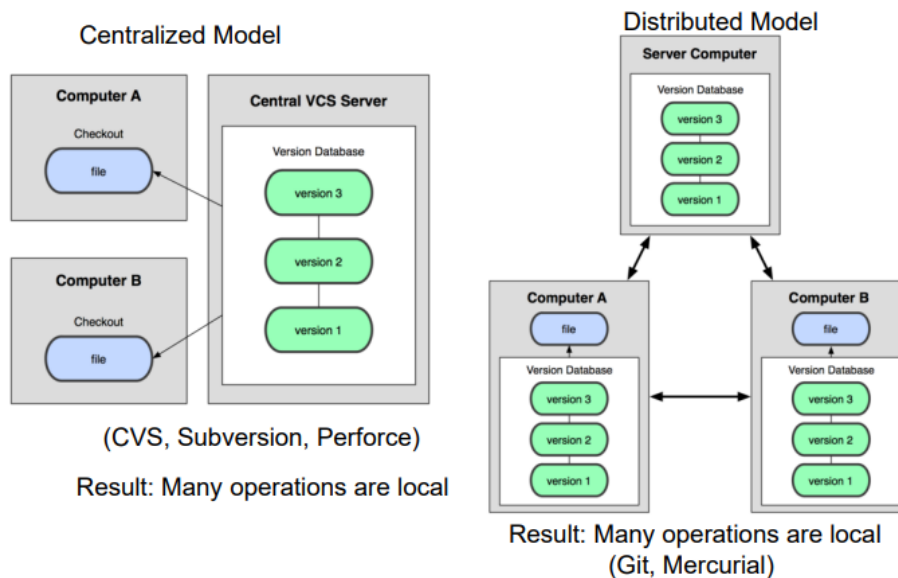 Centralized Model
Computer A
Checkout
file
Computer B
Checkout
file
Central VCS Server
Version Database
version 3
version 2
version 1
(CVS, Subversion, Perforce)
Result: Many operations are local
Distributed Model
Server Computer
Version Database
version 3
version 2
version 1
Computer A
file
Version Database
version 3
version 2
version 1
Computer B
file
Version Database
version 3
version 2
version 1
Result: Many operations are local
(Git, Mercurial)